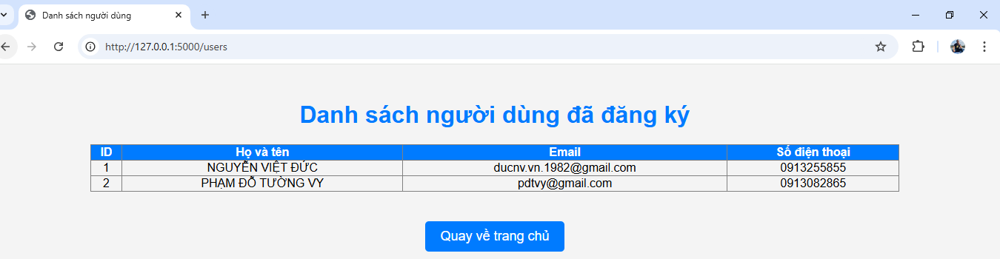 Danh sách người dùng
http://127.0.0.1:5000/users
Danh sách người dùng đã đăng ký
ID Họ và tên Email Số điện thoại
1 NGUYỄN VIỆT ĐỨC ducnv.vn.1982@gmail.com 0913255855
2 PHẠM ĐỖ TƯỜNG VY pdtvy@gmail.com 0913082865
Quay về trang chủ